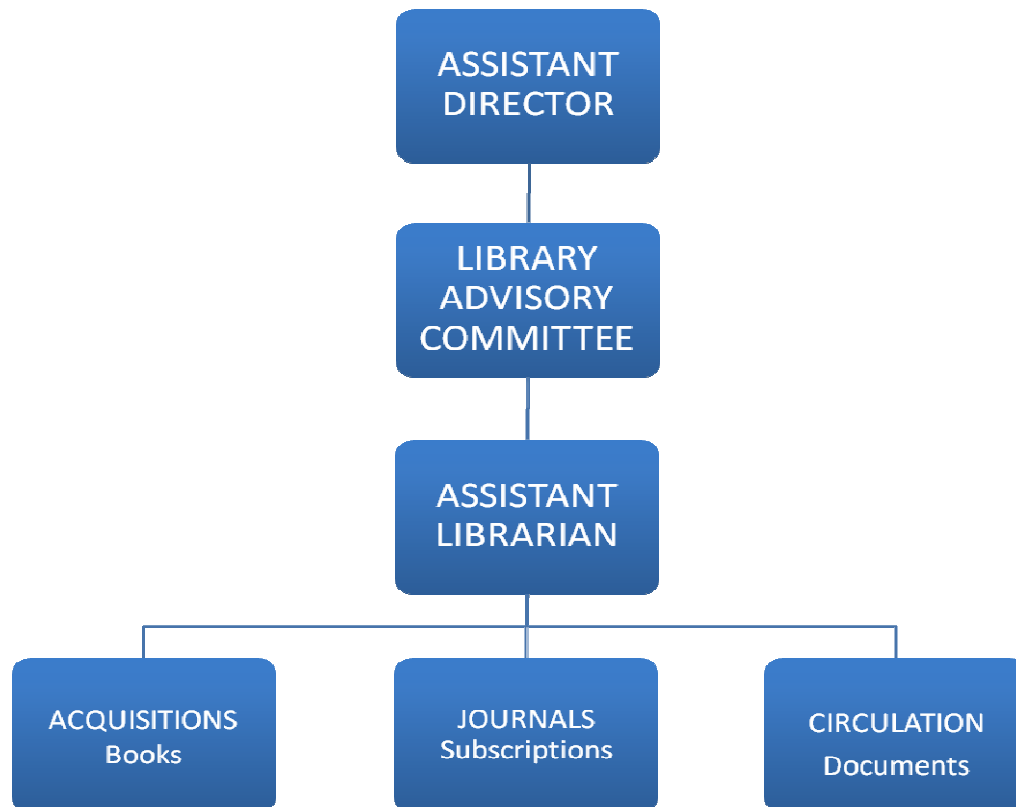 ASSISTANT
DIRECTOR
LIBRARY
ADVISORY
COMMITTEE
ASSISTANT
LIBRARIAN
ACQUISITIONS
Books
JOURNALS
Subscriptions
CIRCULATION
Documents